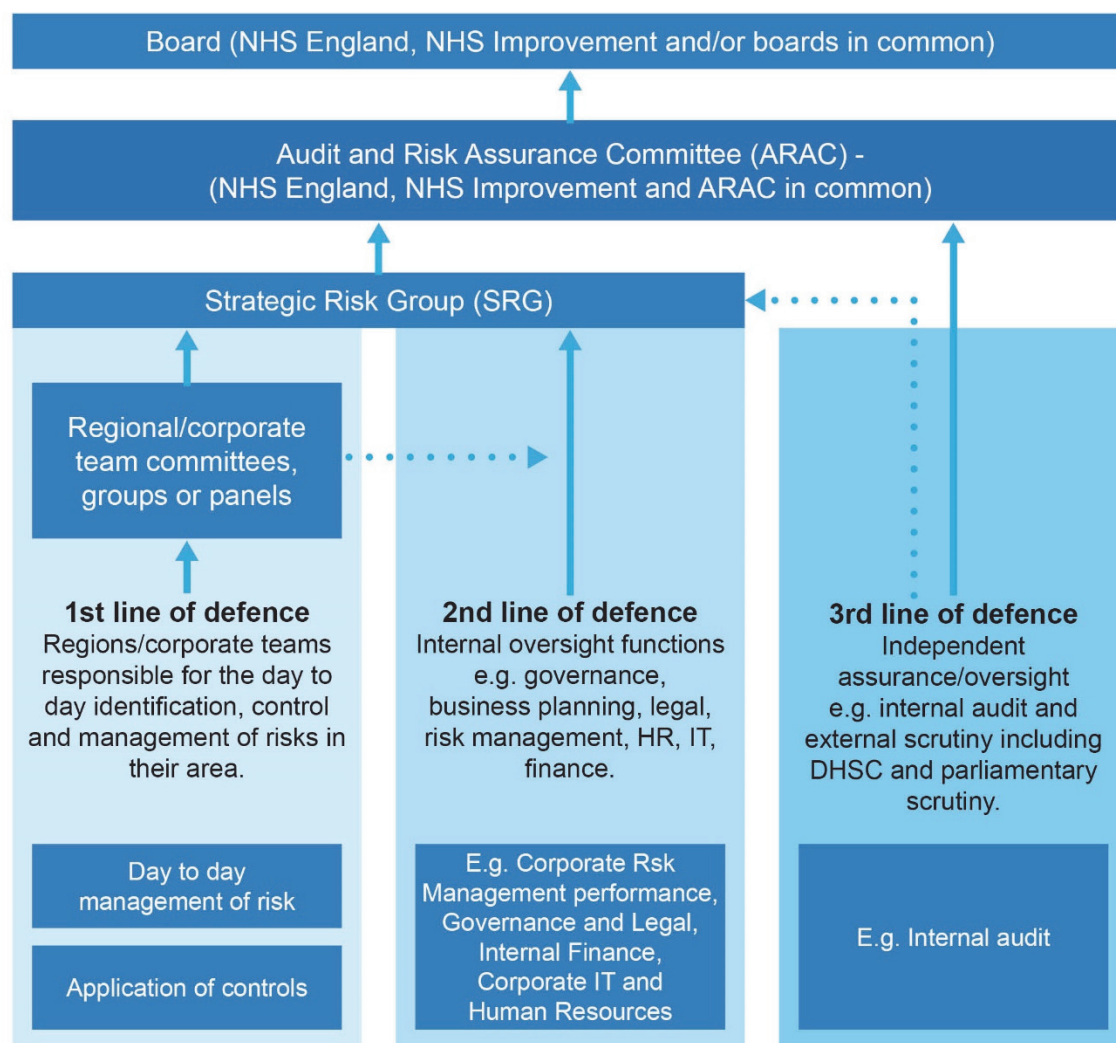 Board (NHS England, NHS Improvement and/or boards in common)
Audit and Risk Assurance Committee (ARAC) -
(NHS England, NHS Improvement and ARAC in common)
Strategic Risk Group (SRG)
Regional/corporate
team committees,
groups or panels
1st line of defence
Regions/corporate teams
responsible for the day to
day identification, control
and management of risks in
their area.
Day to day
management of risk
Application of controls
2nd line of defence
Internal oversight functions
e.g. governance,
business planning, legal,
risk management, HR, IT,
finance.
E.g. Corporate Rsk
Management performance,
Governance and Legal,
Internal Finance,
Corporate IT and
Human Resources
3rd line of defence
Independent
assurance/oversight
e.g. internal audit and
external scrutiny including
DHSC and parliamentary
scrutiny.
E.g. Internal audit